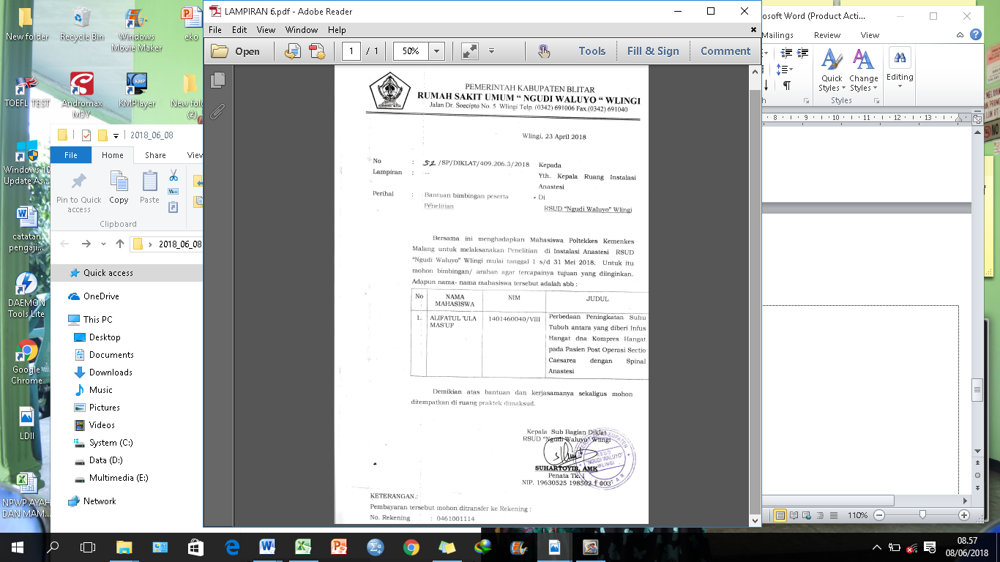 New folder
Recycle Bin
Windows
Movie Maker
eko
TOEFL TEST
Andromax
M3Y
KMPlayer
New fold
(2)
Windows 10
Update As...
catatan
pengaji...
DAEMON
Tools Lite
Google
Chrome
LDII
NPWP AYAH
DAN MAM...
2018_06_08
File
Home
Share
View
Pin to Quick
access
Copy
Paste
Clipboard
2018_06_08
Quick access
OneDrive
This PC
Desktop
Documents
Downloads
Music
Pictures
Videos
System (C:)
Data (D:)
Multimedia (E:)
Network
LAMPIRAN 6.pdf - Adobe Reader
File Edit View Window Help
Open
1 / 1
50%
Tools
Fill & Sign
Comment
PEMERINTAH KABUPATEN BLITAR
RUMAH SAKIT UMUM “ NGUDI WALUYO “ WLINGI
Jalan Dr. Soecipto No. 5 Wlingi Telp. (0342) 691006 Fax.(0342) 691040
Wlingi, 23 April 2018
No : 52 /SP/DIKLAT/409.206.3/2018
Lampiran : --
Perihal : Bantuan bimbingan peserta
Penelitian
Kepada
Yth. Kepala Ruang Instalasi
Anastesi
- Di
RSUD “Ngudi Waluyo” Wlingi
Bersama ini menghadapkan Mahasiswa Poltekkes Kemenkes
Malang untuk melaksanakan Penelitian di Instalasi Anastesi RSUD
“Ngudi Waluyo” Wlingi mulai tanggal 1 s/d 31 Mei 2018. Untuk itu
mohon bimbingan/ arahan agar tercapainya tujuan yang diinginkan.
Adapun nama- nama mahasiswa tersebut adalah sbb :
No
NAMA
MAHASISWA
NIM
JUDUL
1.
ALIFATUL 'ULA
MAS'UF
1401460040/VIII
Perbedaan Peningkatan Suhu
Tubuh antara yang diberi Infus
Hangat dna Kompres Hangat
pada Pasien Post Operasi Sectio
Caesarea dengan Spinal
Anastesi
Demikian atas bantuan dan kerjasamanya sekaligus mohon
ditempatkan di ruang praktek dimaksud.
Kepala Sub Bagian Diklat
RSUD “Ngudi Waluyo” Wlingi
SUHARTOYIB, AMK
Penata Tk. I
NIP. 19630525 198502 1 003
RSUD
"NGUDI WALUYO"
WLINGI
KETERANGAN.:
Pembayaran tersebut mohon ditransfer ke Rekening :
No. Rekening : 0461001114
osoft Word (Product Acti...
Mailings
Review
View
Quick
Styles
Change
Styles
Editing
Styles
8 9 10 11 12 13
110%
08.57
08/06/2018